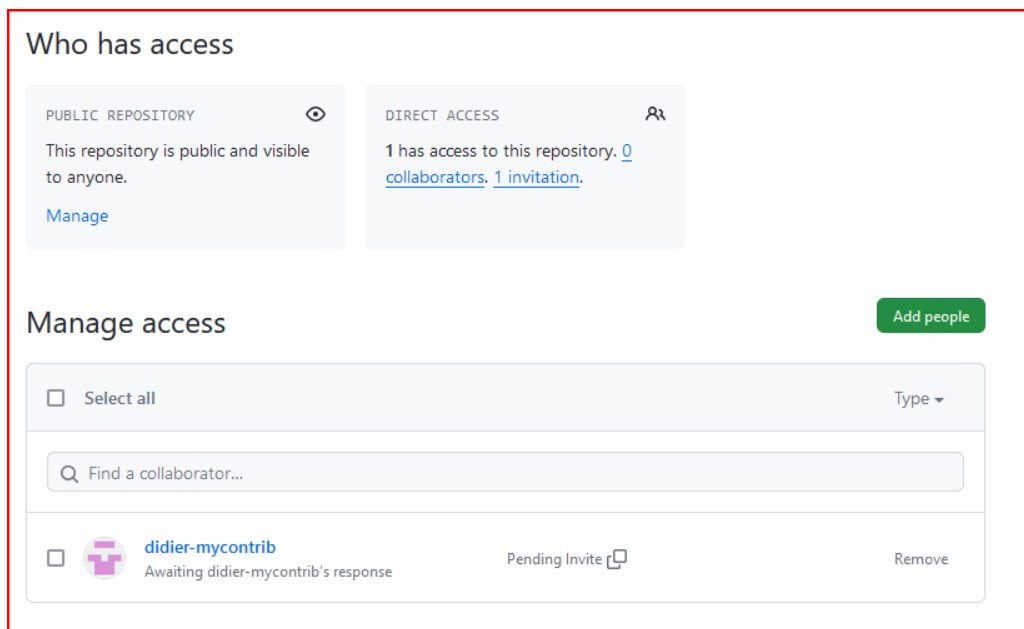 Who has access
PUBLIC REPOSITORY
This repository is public and visible
to anyone.
Manage
DIRECT ACCESS
1 has access to this repository. 0
collaborators. 1 invitation.
Manage access
Add people
Select all
Type
Find a collaborator...
didier-mycontrib
Awaiting didier-mycontrib's response
Pending Invite
Remove